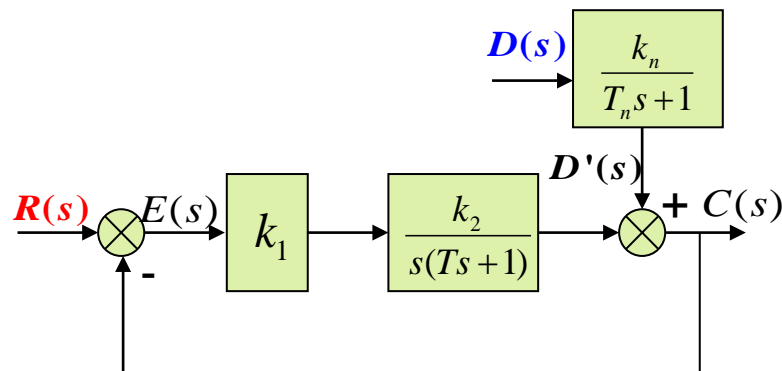 D(s)
k_n
T_n s + 1
D'(s)
R(s)
E(s)
k_1
k_2
s(Ts + 1)
+
C(s)
-